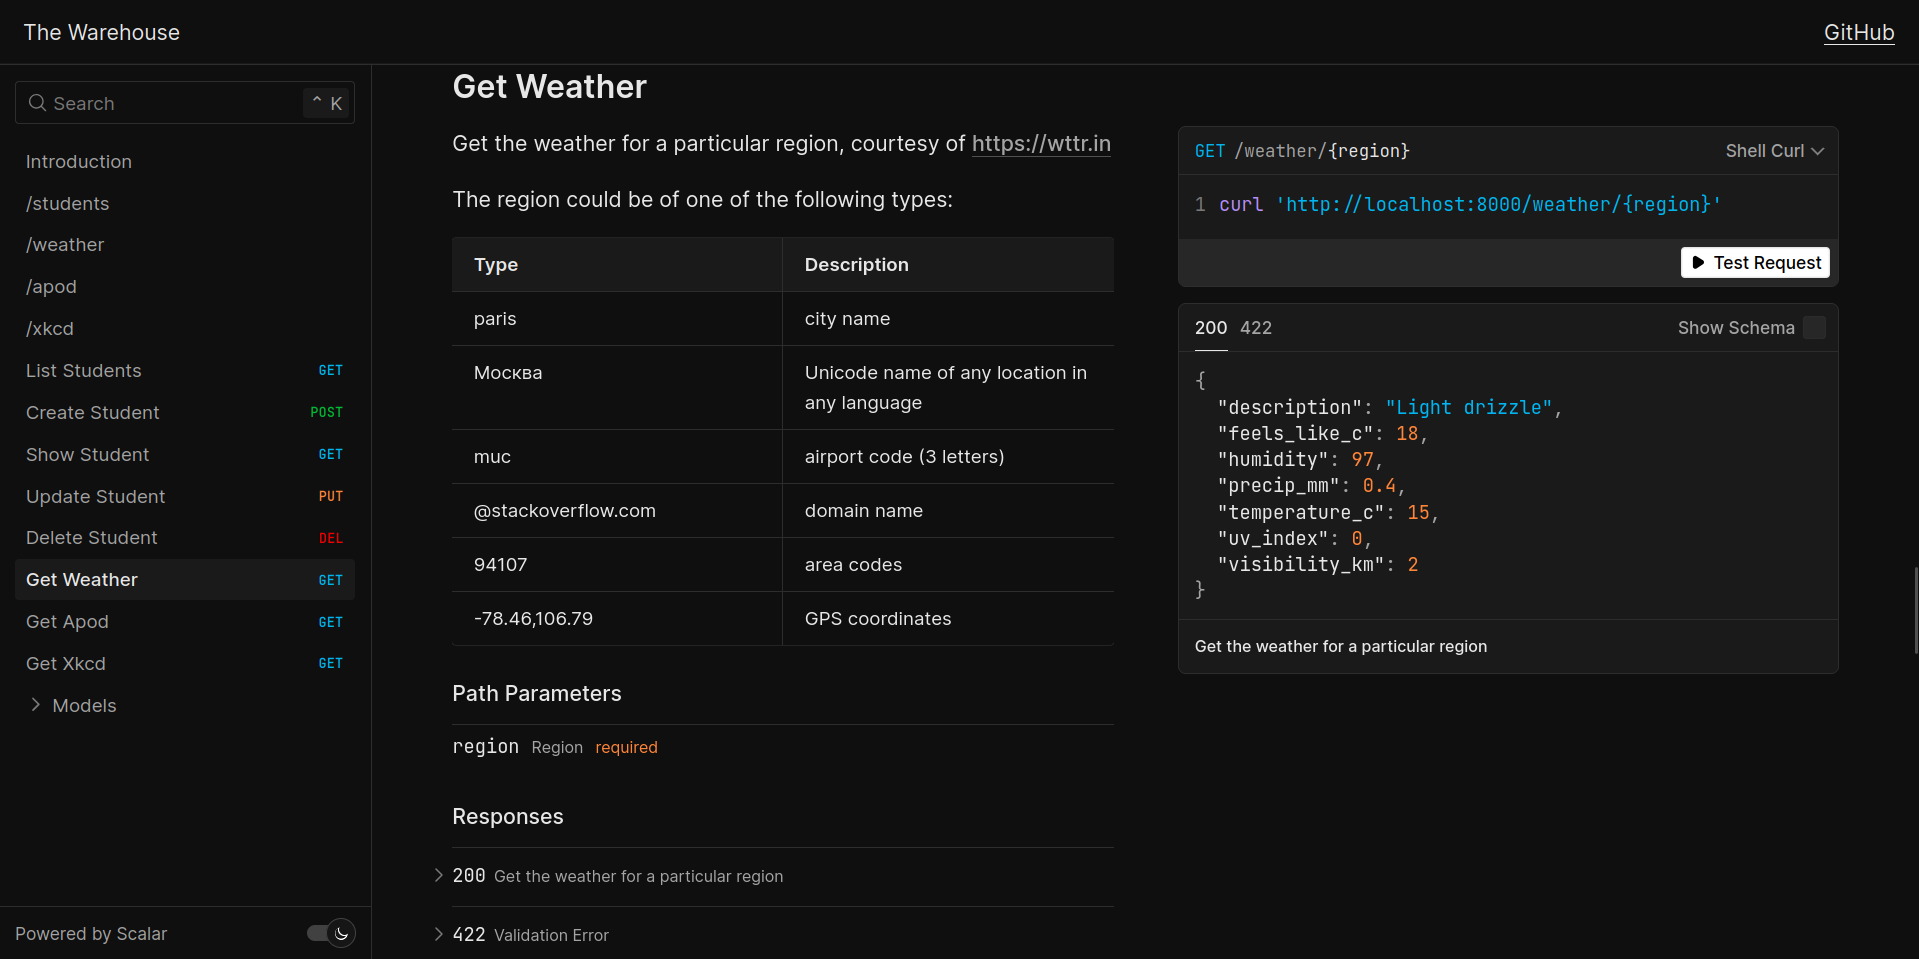 The Warehouse
GitHub
Search
⌃ K
Introduction
/students
/weather
/apod
/xkcd
List Students GET
Create Student POST
Show Student GET
Update Student PUT
Delete Student DEL
Get Weather GET
Get Apod GET
Get Xkcd GET
Models
Powered by Scalar
Get Weather
Get the weather for a particular region, courtesy of https://wttr.in
The region could be of one of the following types:
Type Description
paris city name
Москва Unicode name of any location in
any language
muc airport code (3 letters)
@stackoverflow.com domain name
94107 area codes
-78.46,106.79 GPS coordinates
Path Parameters
region Region required
Responses
200 Get the weather for a particular region
422 Validation Error
GET /weather/{region} Shell Curl
1 curl 'http://localhost:8000/weather/{region}'
Test Request
200 422 Show Schema
{
"description": "Light drizzle",
"feels_like_c": 18,
"humidity": 97,
"precip_mm": 0.4,
"temperature_c": 15,
"uv_index": 0,
"visibility_km": 2
}
Get the weather for a particular region